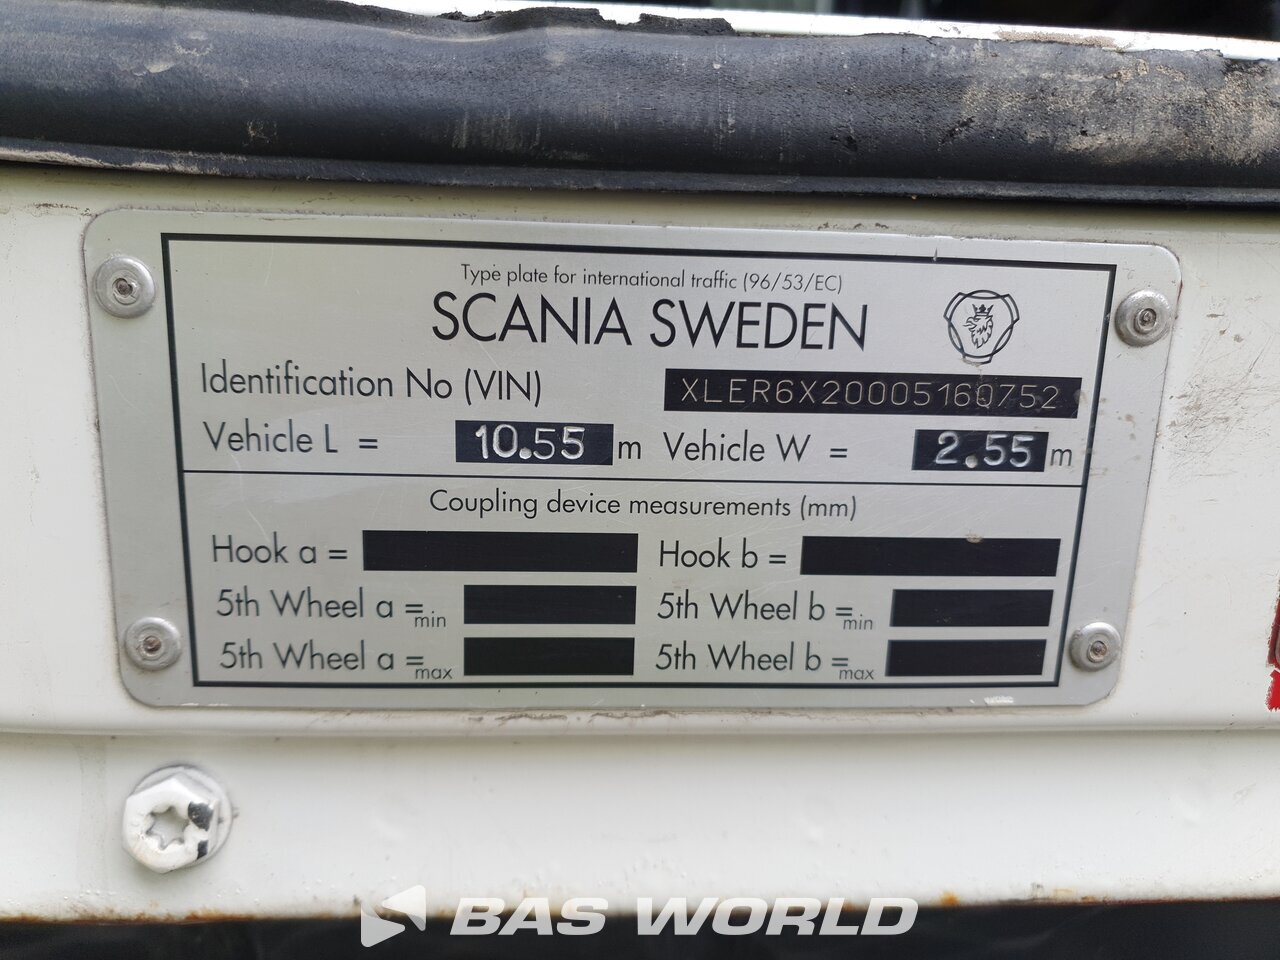 Type plate for international traffic (96/53/EC)
SCANIA SWEDEN
Identification No (VIN) XLER6X20005160752
Vehicle L = 10.55 m Vehicle W = 2.55 m
Coupling device measurements (mm)
Hook a = Hook b =
5th Wheel a =min 5th Wheel b =min
5th Wheel a =max 5th Wheel b =max
BAS WORLD